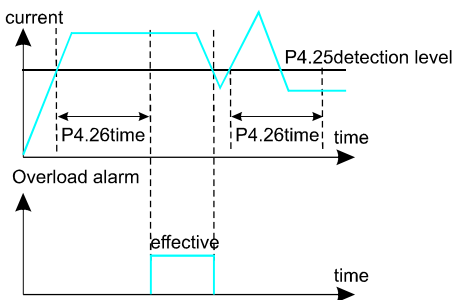 current
P4.25detection level
P4.26time
P4.26time
time
Overload alarm
effective
time